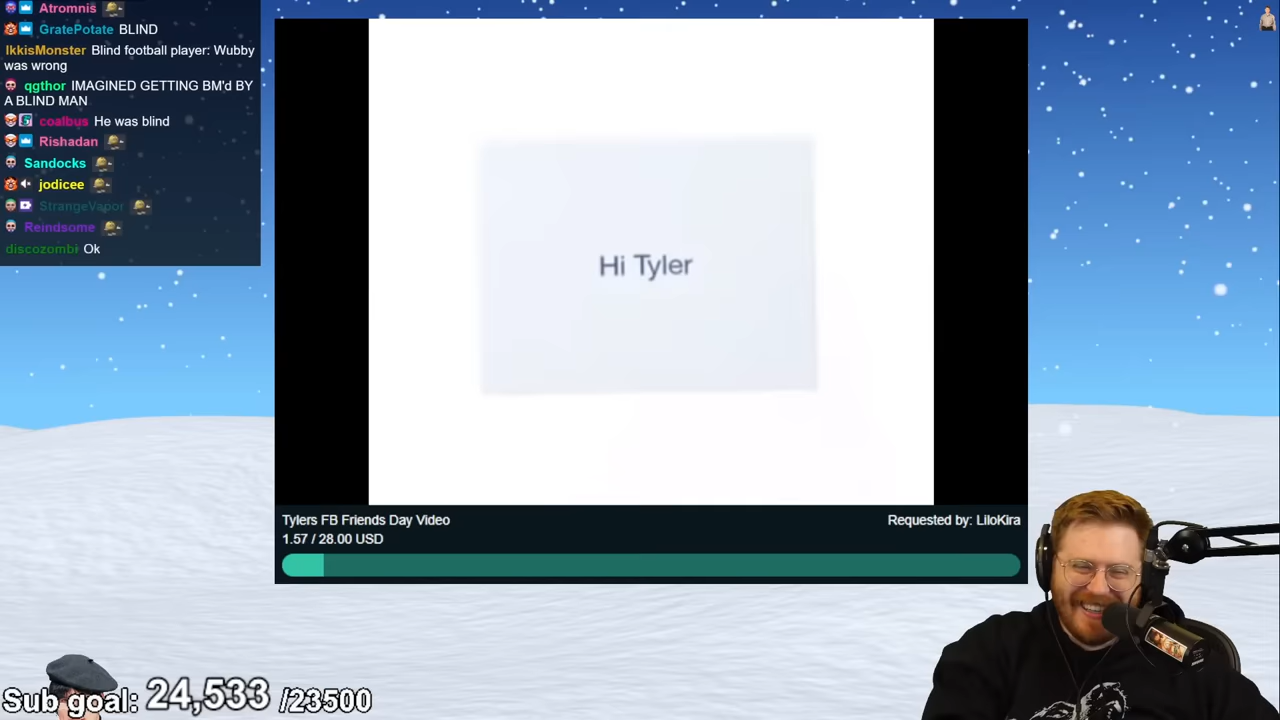 Atromnis
GratePotate BLIND
IkkisMonster Blind football player: Wubby
was wrong
qgthor IMAGINED GETTING BM'd BY
A BLIND MAN
coalbus He was blind
Rishadan
Sandocks
jodicee
StrangeVapor
Reindsome
discozombi Ok
Hi Tyler
Tylers FB Friends Day Video
Requested by: LiloKira
1.57 / 28.00 USD
Sub goal: 24,533 /23500